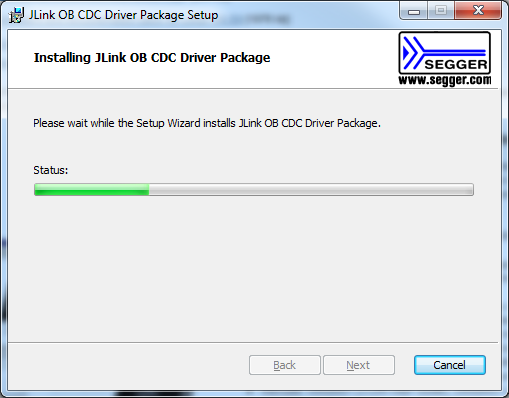 JLink OB CDC Driver Package Setup
Installing JLink OB CDC Driver Package
SEGGER
www.segger.com
Please wait while the Setup Wizard installs JLink OB CDC Driver Package.
Status:
Back
Next
Cancel